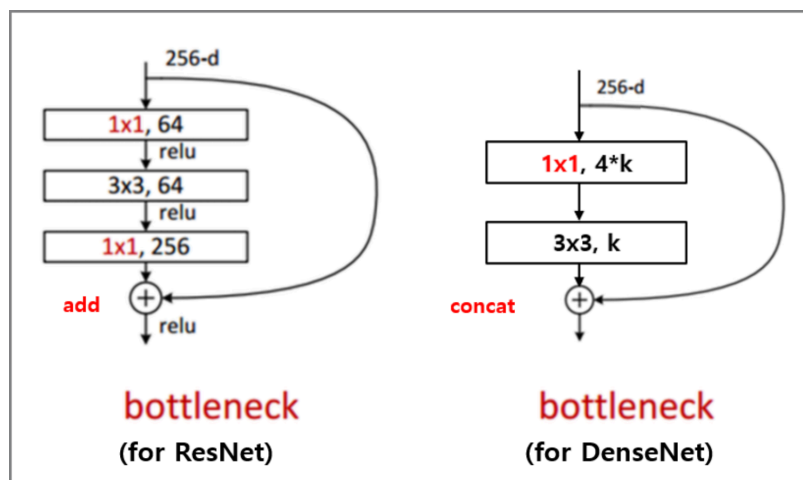 256-d
1x1, 64
relu
3x3, 64
relu
1x1, 256
add
relu
bottleneck
(for ResNet)
256-d
1x1, 4*k
3x3, k
concat
bottleneck
(for DenseNet)